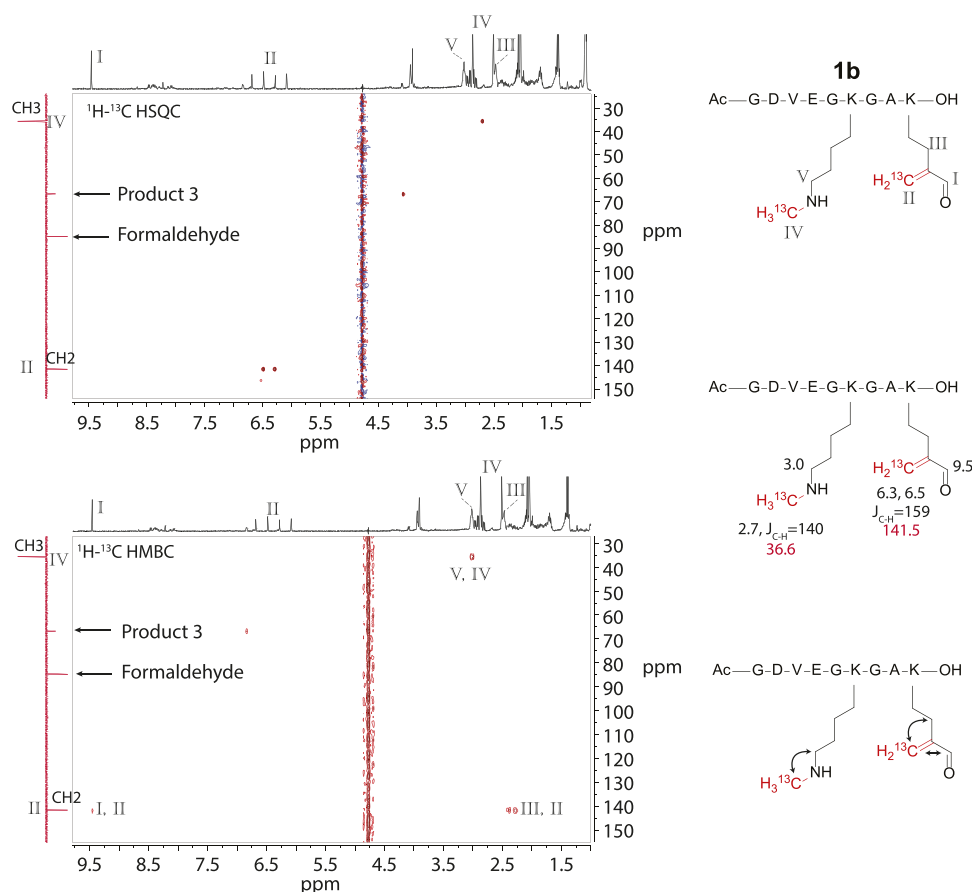 IV
I
II
V
III
¹H-¹³C HSQC
CH3
IV
Product 3
Formaldehyde
II
CH2
30
40
50
60
70
80
90
100
110
120
130
140
150
ppm
9.5 8.5 7.5 6.5 5.5 4.5 3.5 2.5 1.5
ppm
1b
Ac—G—D—V—E—G—K—G—A—K—OH
III
V
H₂¹³C
I
NH
II
O
H₃¹³C
IV
IV
I
II
V
III
¹H-¹³C HMBC
CH3
IV
V, IV
Product 3
Formaldehyde
CH2
II
I, II
III, II
30
40
50
60
70
80
90
100
110
120
130
140
150
ppm
9.5 8.5 7.5 6.5 5.5 4.5 3.5 2.5 1.5
ppm
Ac—G—D—V—E—G—K—G—A—K—OH
3.0
H₂¹³C
9.5
NH
O
H₃¹³C
6.3, 6.5
J C-H=159
141.5
2.7, J C-H=140
36.6
Ac—G—D—V—E—G—K—G—A—K—OH
H₂¹³C
O
H₃¹³C
NH